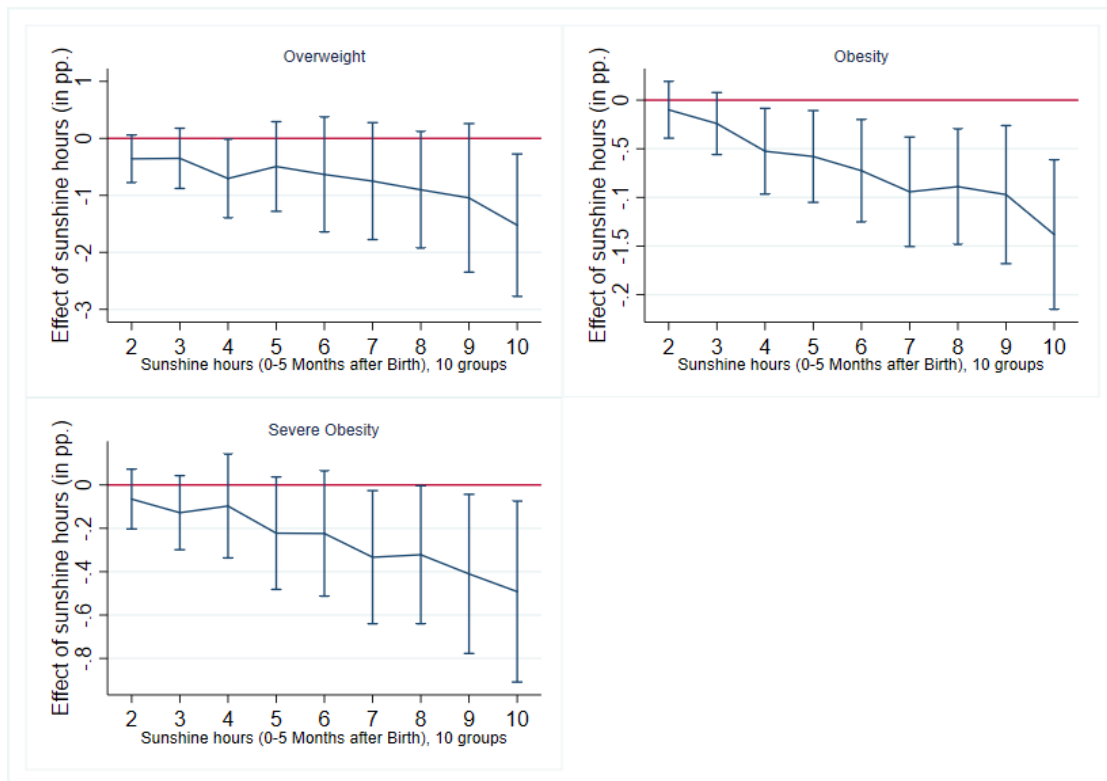 Overweight
Effect of sunshine hours (in pp.)
1
0
-1
-2
-3
2 3 4 5 6 7 8 9 10
Sunshine hours (0-5 Months after Birth), 10 groups
Obesity
Effect of sunshine hours (in pp.)
0
-.5
-1
-1.5
-2
2 3 4 5 6 7 8 9 10
Sunshine hours (0-5 Months after Birth), 10 groups
Severe Obesity
Effect of sunshine hours (in pp.)
0
-.2
-.4
-.6
-.8
2 3 4 5 6 7 8 9 10
Sunshine hours (0-5 Months after Birth), 10 groups